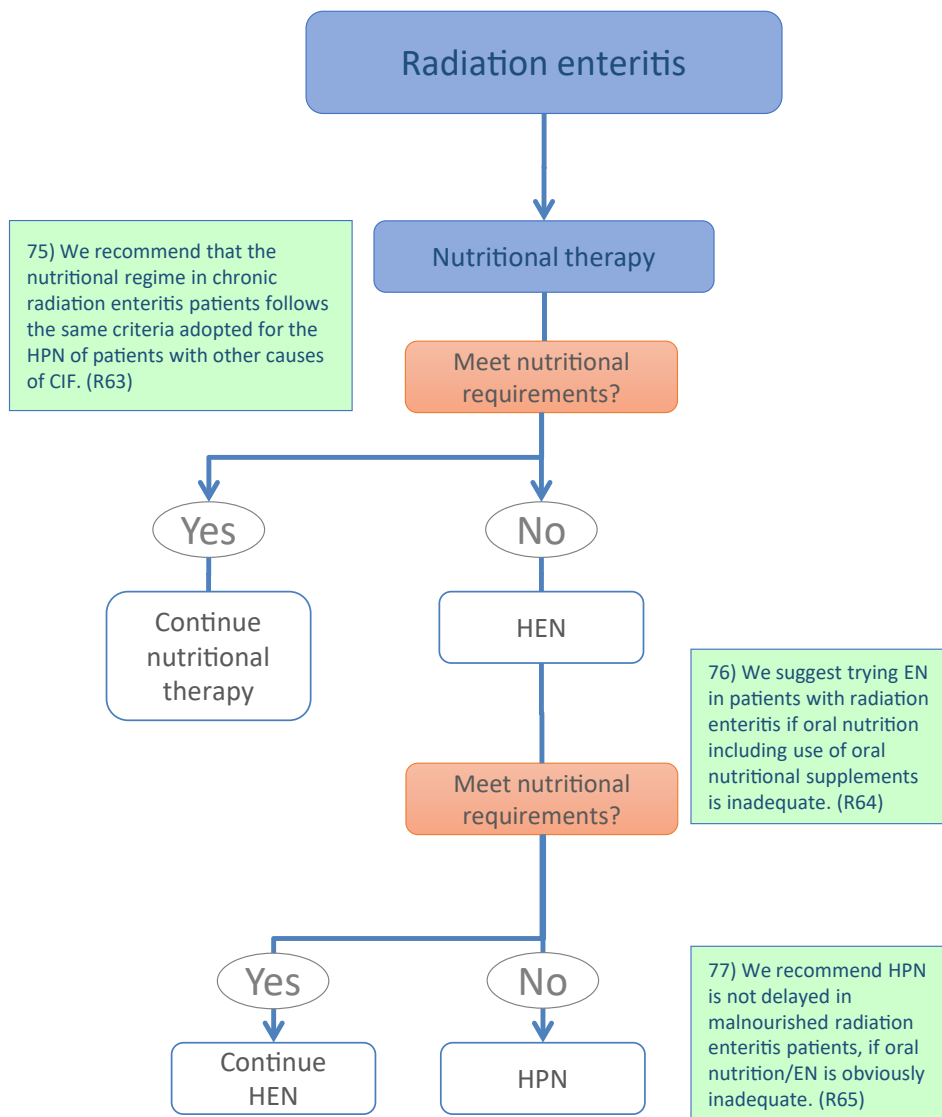 Radiation enteritis
Nutritional therapy
75) We recommend that the
nutritional regime in chronic
radiation enteritis patients follows
the same criteria adopted for the
HPN of patients with other causes
of CIF. (R63)
Meet nutritional
requirements?
Yes
No
Continue
nutritional
therapy
HEN
76) We suggest trying EN
in patients with radiation
enteritis if oral nutrition
including use of oral
nutritional supplements
is inadequate. (R64)
Meet nutritional
requirements?
Yes
No
Continue
HEN
HPN
77) We recommend HPN
is not delayed in
malnourished radiation
enteritis patients, if oral
nutrition/EN is obviously
inadequate. (R65)